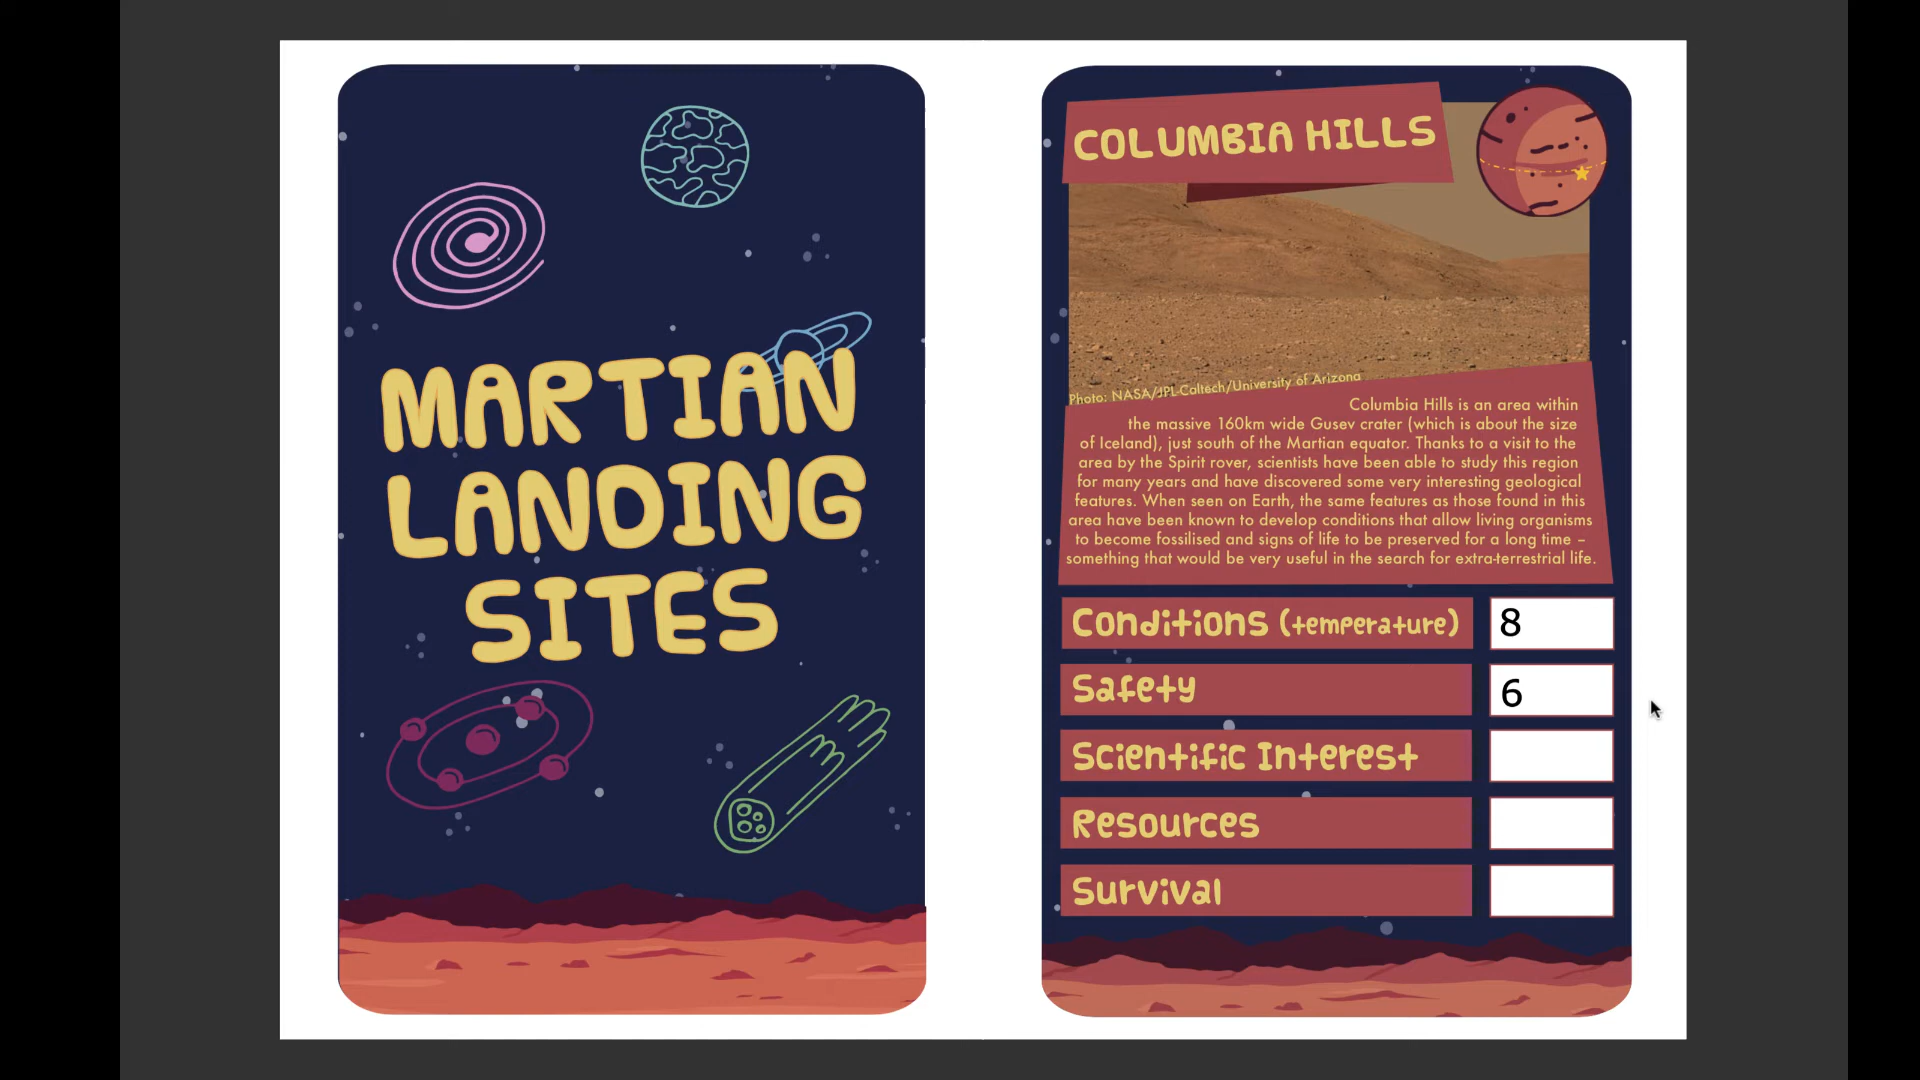 MARTIAN
LANDING
SITES
COLUMBIA HILLS
Photo: NASA/JPL-Caltech/University of Arizona
Columbia Hills is an area within
the massive 160km wide Gusev crater (which is about the size
of Iceland), just south of the Martian equator. Thanks to a visit to the
area by the Spirit rover, scientists have been able to study this region
for many years and have discovered some very interesting geological
features. When seen on Earth, the same features as those found in this
area have been known to develop conditions that allow living organisms
to become fossilised and signs of life to be preserved for a long time –
something that would be very useful in the search for extra-terrestrial life.
Conditions (temperature) 8
Safety 6
Scientific Interest
Resources
Survival